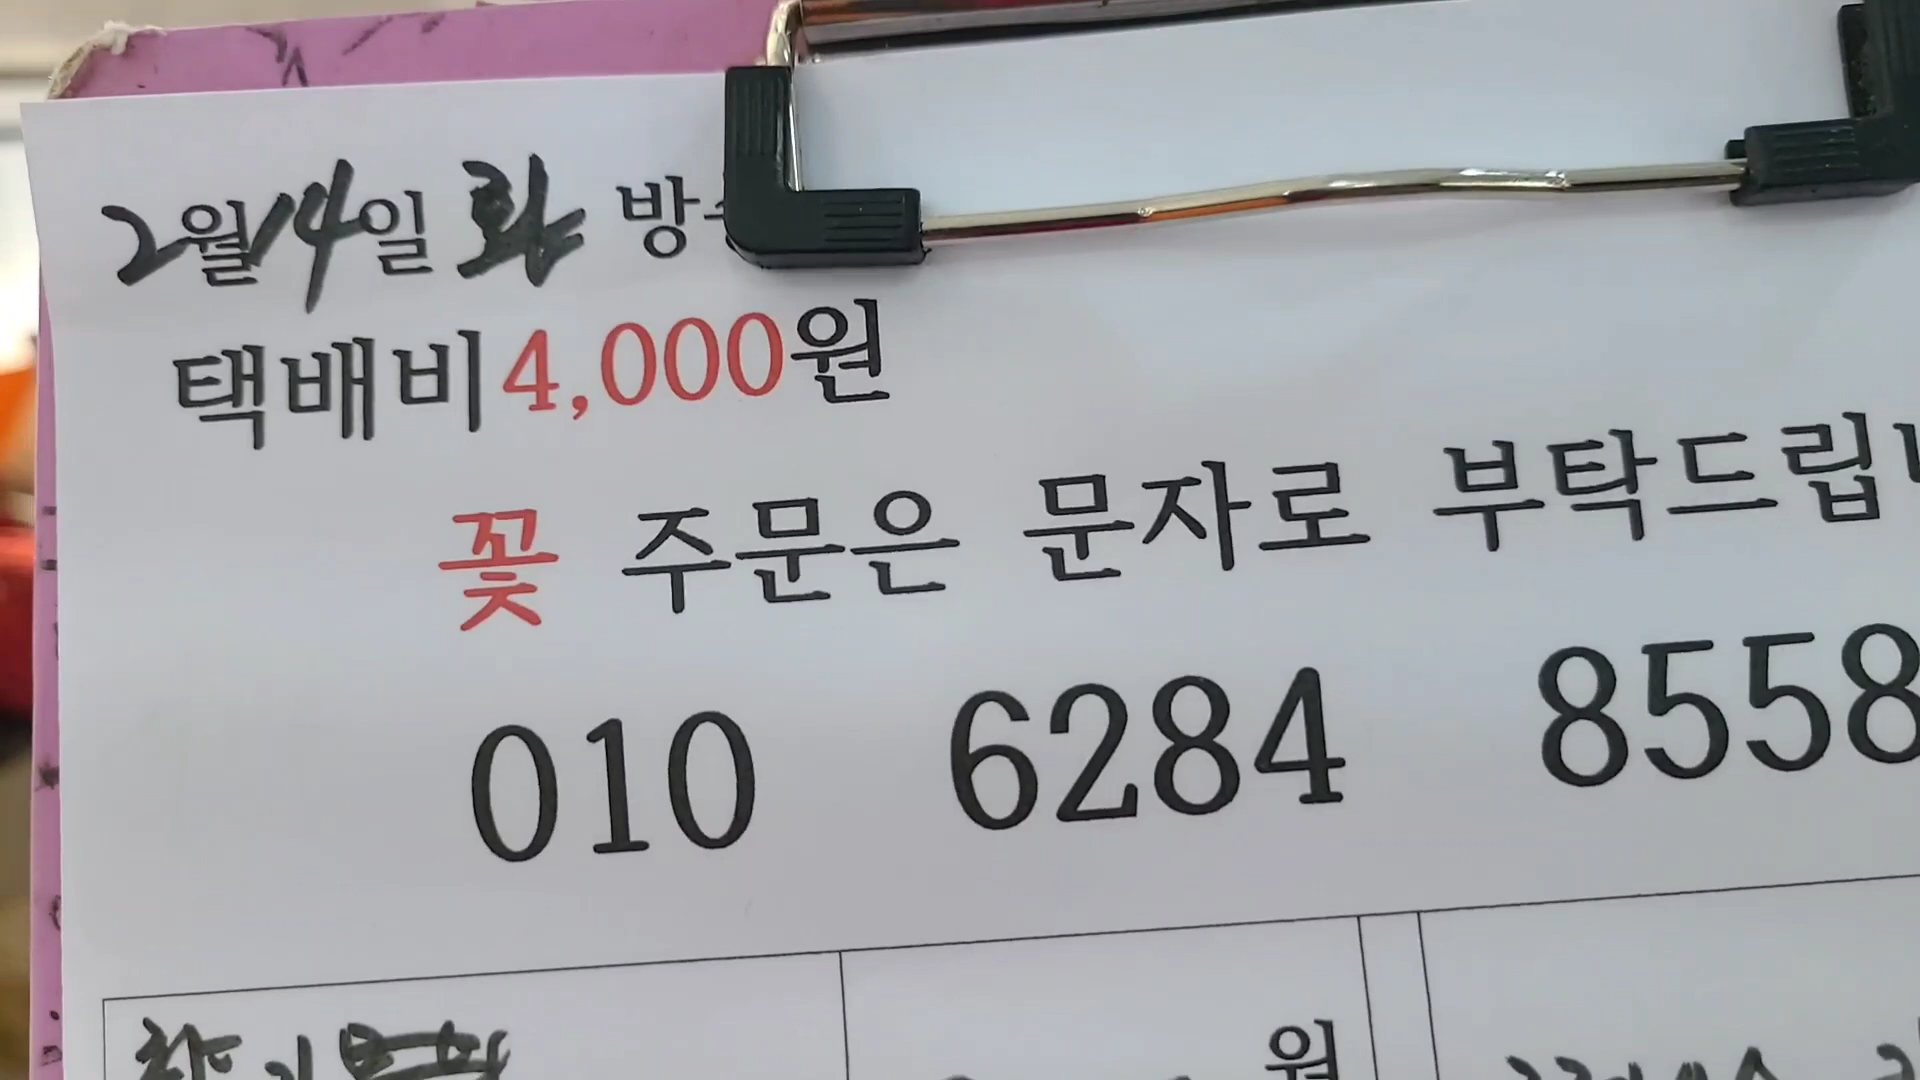 2월 14일 화 방
택배비 4,000원
꽃 주문은 문자로 부탁드립
010 6284 8558
원